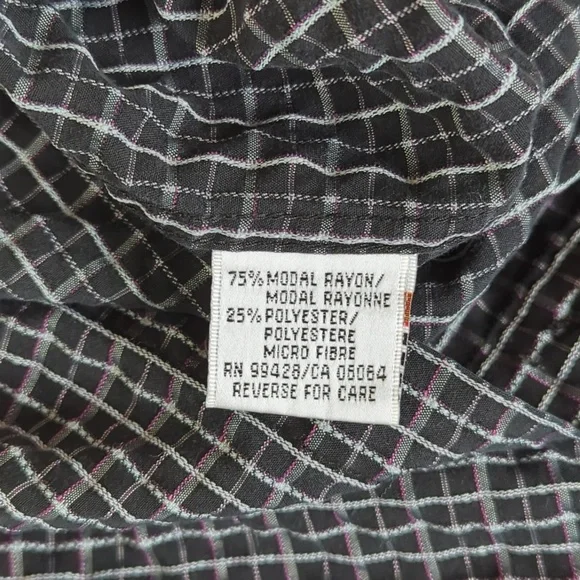 75% MODAL RAYON/
MODAL RAYONNE
25% POLYESTER/
POLYESTERE
MICRO FIBRE
RN 99428/CA 05064
REVERSE FOR CARE